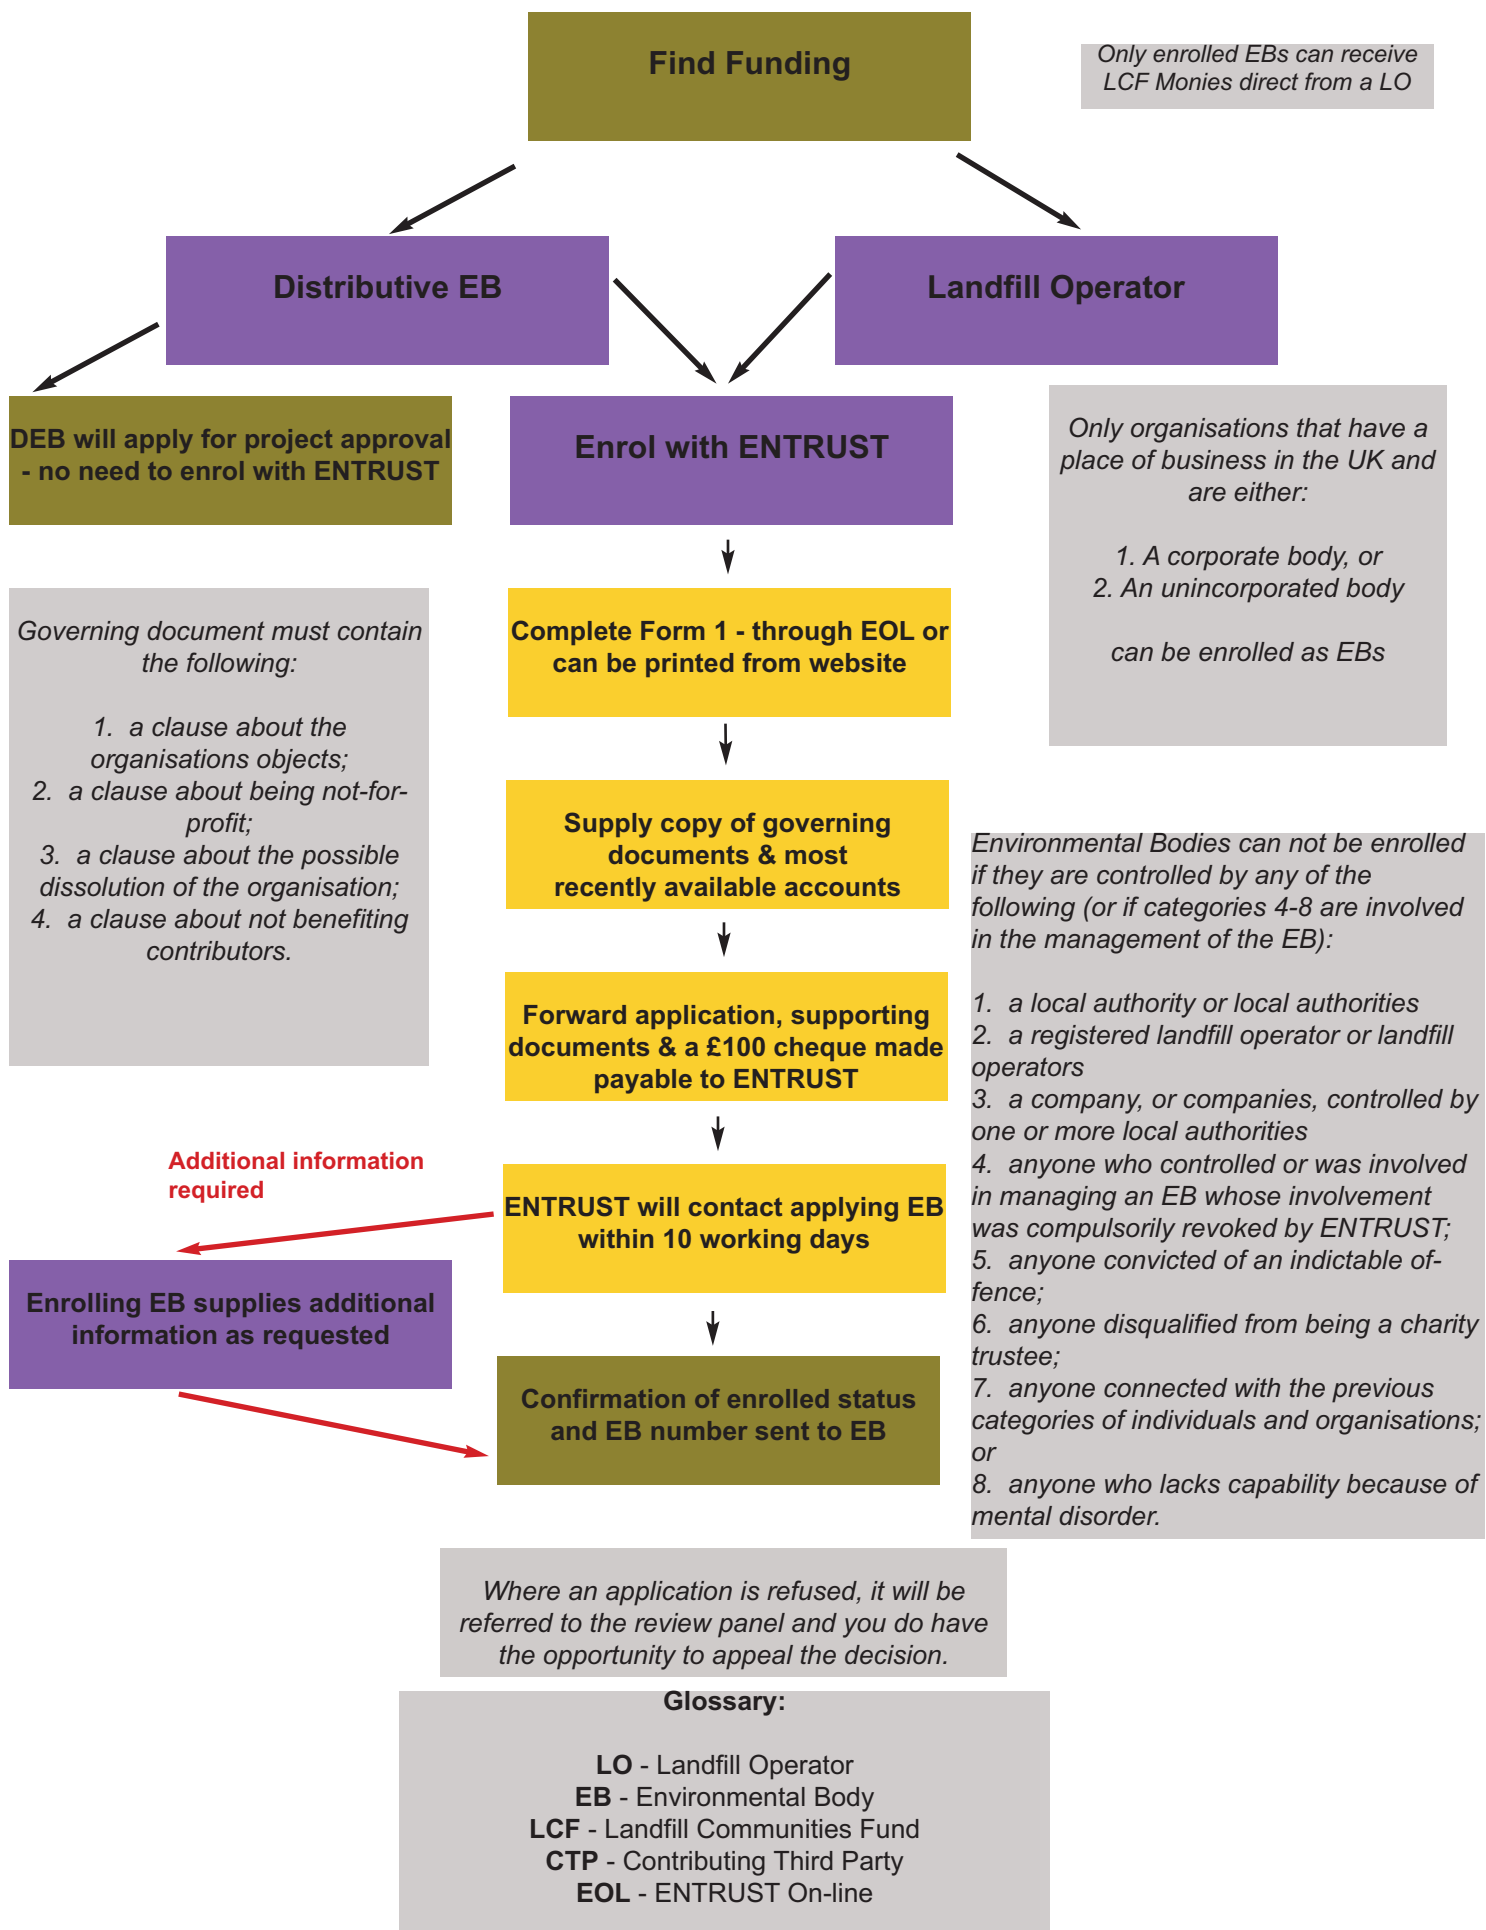 Find Funding
Only enrolled EBs can receive
LCF Monies direct from a LO
Distributive EB
Landfill Operator
DEB will apply for project approval
- no need to enrol with ENTRUST
Enrol with ENTRUST
Only organisations that have a
place of business in the UK and
are either:
1. A corporate body, or
2. An unincorporated body
can be enrolled as EBs
Governing document must contain
the following:
1. a clause about the
organisations objects;
2. a clause about being not-for-
profit;
3. a clause about the possible
dissolution of the organisation;
4. a clause about not benefiting
contributors.
Complete Form 1 - through EOL or
can be printed from website
Supply copy of governing
documents & most
recently available accounts
Environmental Bodies can not be enrolled
if they are controlled by any of the
following (or if categories 4-8 are involved
in the management of the EB):
1. a local authority or local authorities
2. a registered landfill operator or landfill
operators
3. a company, or companies, controlled by
one or more local authorities
4. anyone who controlled or was involved
in managing an EB whose involvement
was compulsorily revoked by ENTRUST;
5. anyone convicted of an indictable of-
fence;
6. anyone disqualified from being a charity
trustee;
7. anyone connected with the previous
categories of individuals and organisations;
or
8. anyone who lacks capability because of
mental disorder.
Forward application, supporting
documents & a £100 cheque made
payable to ENTRUST
Additional information
required
ENTRUST will contact applying EB
within 10 working days
Enrolling EB supplies additional
information as requested
Confirmation of enrolled status
and EB number sent to EB
Where an application is refused, it will be
referred to the review panel and you do have
the opportunity to appeal the decision.
Glossary:
LO - Landfill Operator
EB - Environmental Body
LCF - Landfill Communities Fund
CTP - Contributing Third Party
EOL - ENTRUST On-line